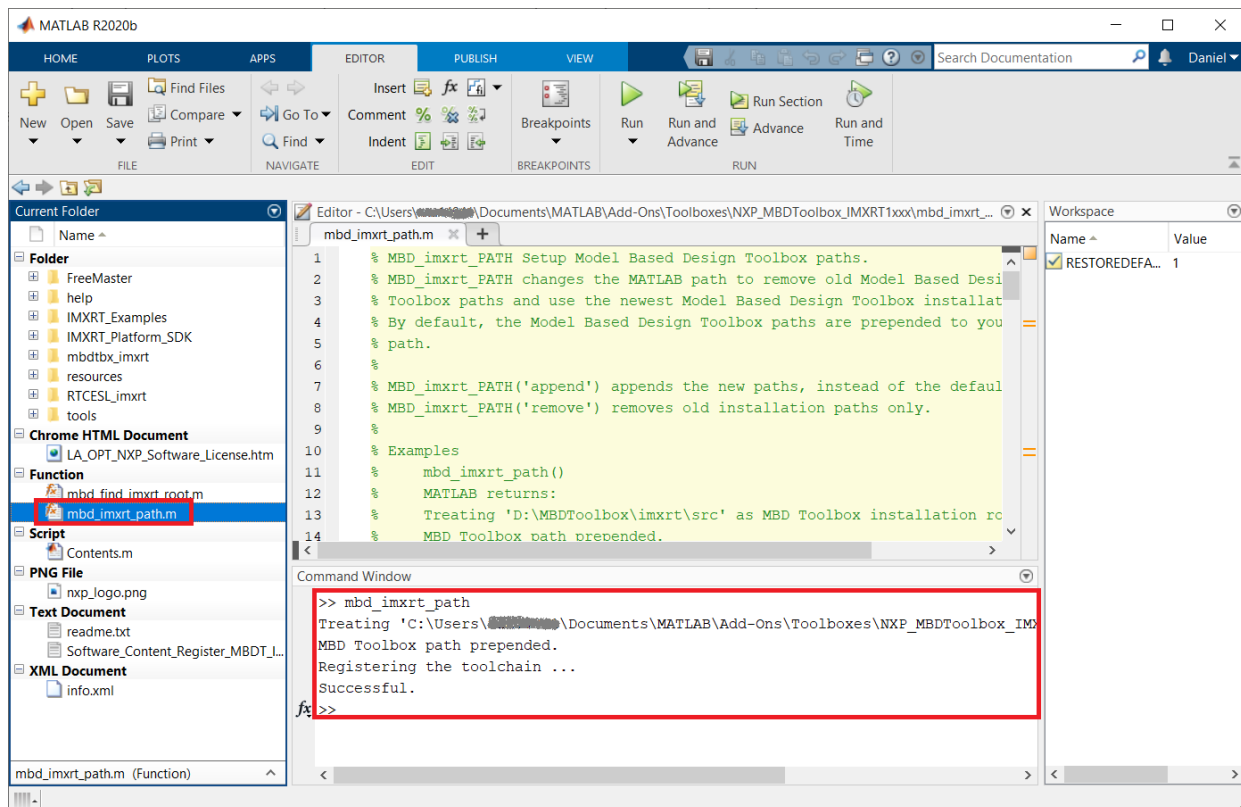 MATLAB R2020b
HOME PLOTS APPS EDITOR PUBLISH VIEW Search Documentation Daniel
New Open Save Find Files Compare Print
FILE
Go To Find
NAVIGATE
Insert fx
Comment %
Indent
EDIT
Breakpoints
BREAKPOINTS
Run Run and Advance Run Section Advance Run and Time
RUN
Current Folder
Name
Folder
FreeMaster
help
IMXRT_Examples
IMXRT_Platform_SDK
mbdtbx_imxrt
resources
RTCESL_imxrt
tools
Chrome HTML Document
LA_OPT_NXP_Software_License.htm
Function
mbd_find_imxrt_root.m
mbd_imxrt_path.m
Script
Contents.m
PNG File
nxp_logo.png
Text Document
readme.txt
Software_Content_Register_MBDT_I...
XML Document
info.xml
mbd_imxrt_path.m (Function)
Editor - C:\Users\ \Documents\MATLAB\Add-Ons\Toolboxes\NXP_MBDToolbox_IMXRT1xxx\mbd_imxrt_...
mbd_imxrt_path.m
1 % MBD_imxrt_PATH Setup Model Based Design Toolbox paths.
2 % MBD_imxrt_PATH changes the MATLAB path to remove old Model Based Desi
3 % Toolbox paths and use the newest Model Based Design Toolbox installat
4 % By default, the Model Based Design Toolbox paths are prepended to you
5 % path.
6 %
7 % MBD_imxrt_PATH('append') appends the new paths, instead of the defaul
8 % MBD_imxrt_PATH('remove') removes old installation paths only.
9 %
10 % Examples
11 % mbd_imxrt_path()
12 % MATLAB returns:
13 % Treating 'D:\MBDToolbox\imxrt\src' as MBD Toolbox installation ro
14 % MBD Toolbox path prepended.
Command Window
>> mbd_imxrt_path
Treating 'C:\Users\ \Documents\MATLAB\Add-Ons\Toolboxes\NXP_MBDToolbox_IMX
MBD Toolbox path prepended.
Registering the toolchain ...
Successful.
fx >>
Workspace
Name Value
RESTOREDEFA... 1